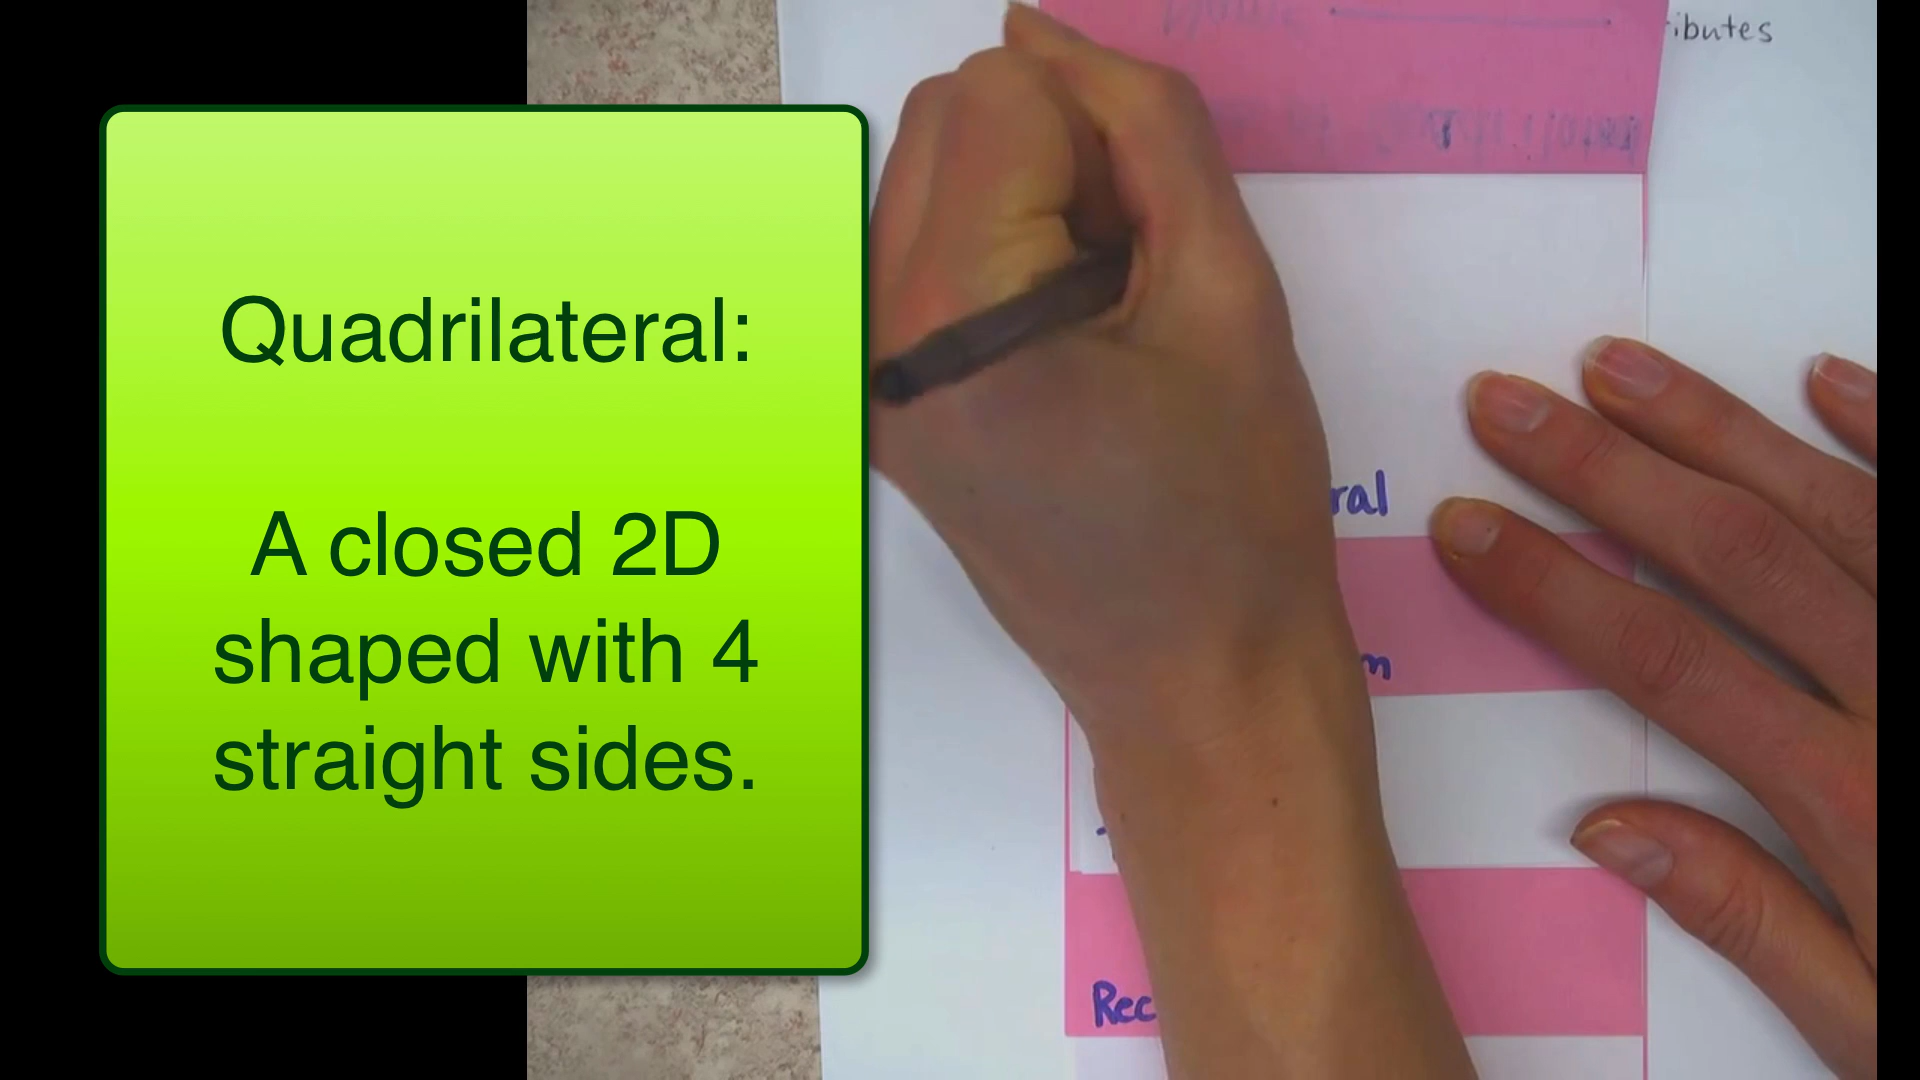 Quadrilateral:
A closed 2D
shaped with 4
straight sides.
ibutes
ral
m
Rec